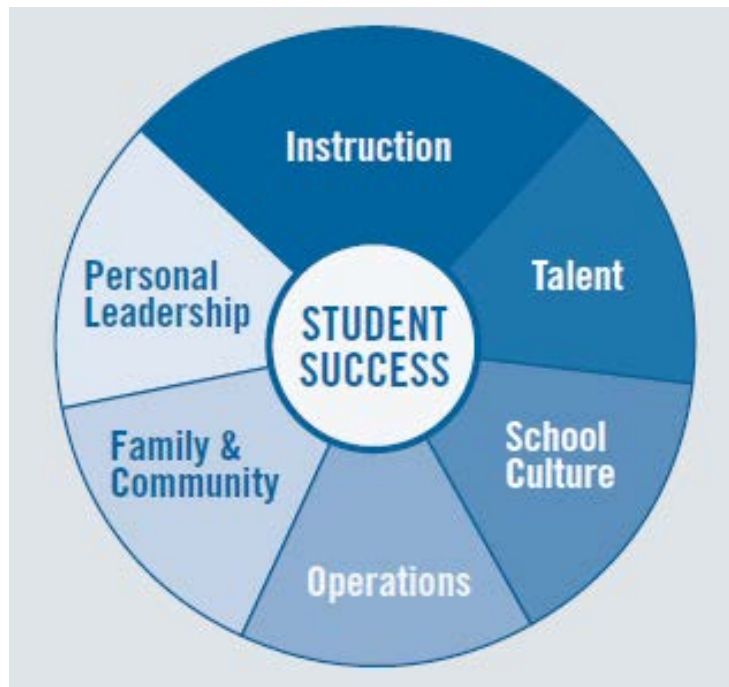 Instruction
Talent
School
Culture
Operations
Family &
Community
Personal
Leadership
STUDENT
SUCCESS